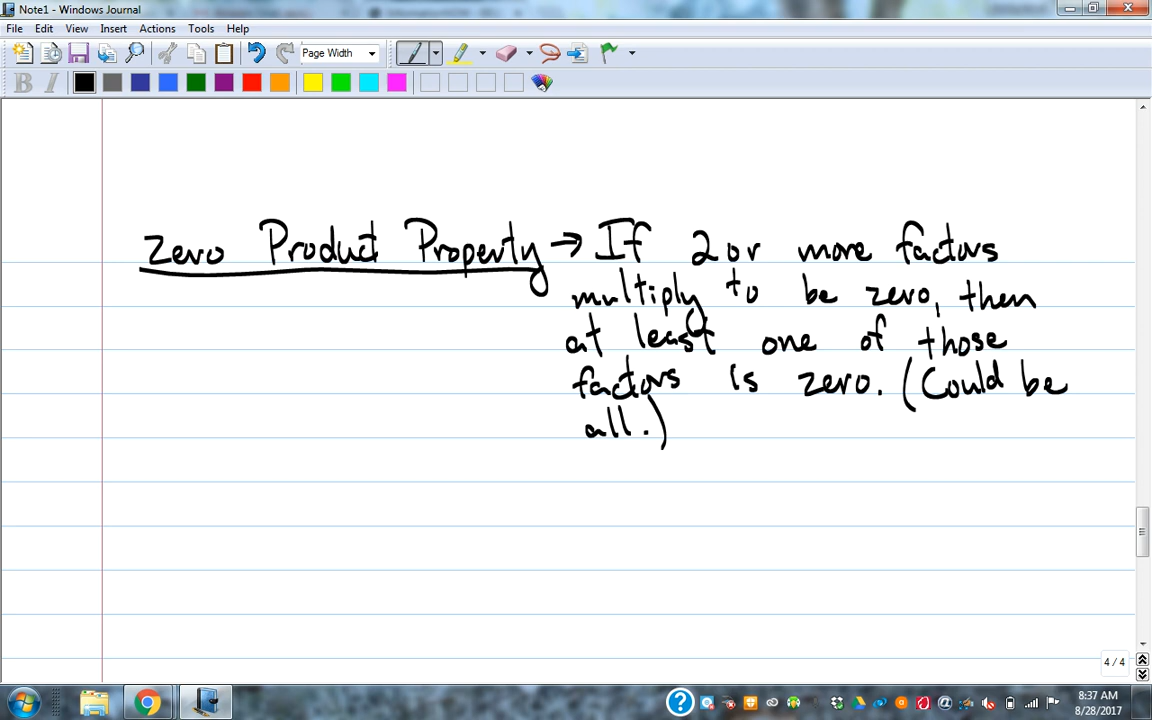 Note1 - Windows Journal
File Edit View Insert Actions Tools Help
Page Width
B I
Zero Product Property → If 2 or more factors
multiply to be zero, then
at least one of those
factors is zero. (Could be
all.)
4 / 4
8:37 AM
8/28/2017